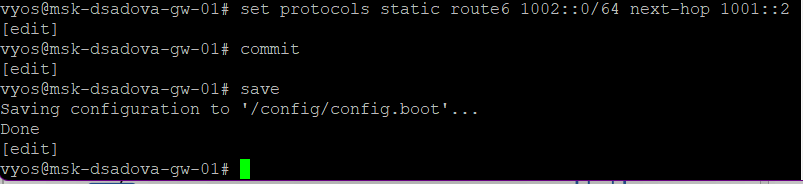 vyos@msk-dsadova-gw-01# set protocols static route6 1002::0/64 next-hop 1001::2
[edit]
vyos@msk-dsadova-gw-01# commit
[edit]
vyos@msk-dsadova-gw-01# save
Saving configuration to '/config/config.boot'...
Done
[edit]
vyos@msk-dsadova-gw-01#